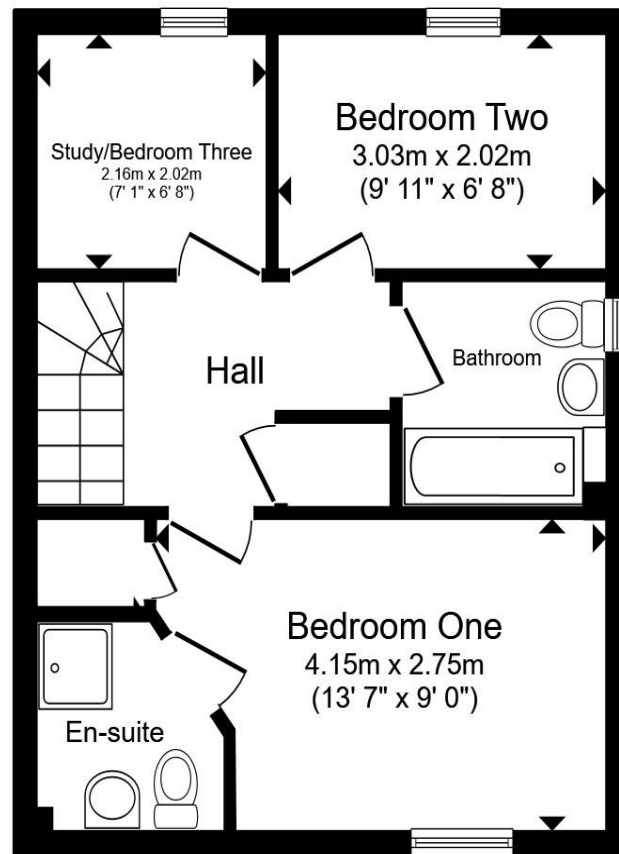 Study/Bedroom Three
2.16m x 2.02m
(7' 1" x 6' 8")
Bedroom Two
3.03m x 2.02m
(9' 11" x 6' 8")
Hall
Bathroom
Bedroom One
4.15m x 2.75m
(13' 7" x 9' 0")
En-suite